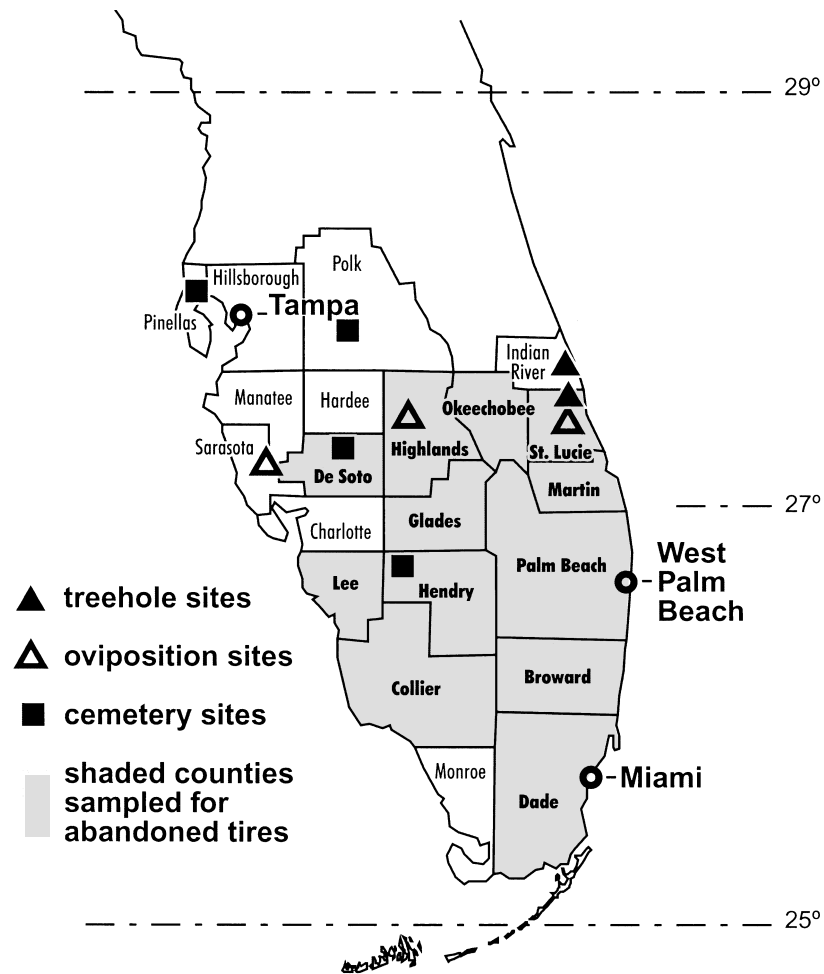 29º
Polk
Hillsborough
Tampa
Pinellas
Indian
River
Manatee
Hardee
Okeechobee
Sarasota
Highlands
St. Lucie
De Soto
Martin
27º
Glades
Charlotte
West
Palm
Beach
Palm Beach
Lee
Hendry
treehole sites
oviposition sites
Broward
Collier
cemetery sites
Monroe
Miami
shaded counties
sampled for
abandoned tires
Dade
25º